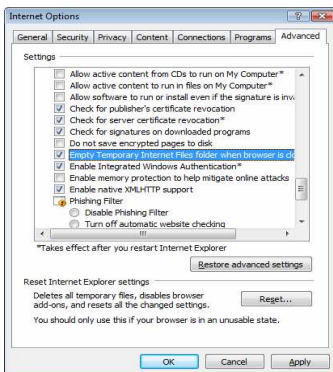 Internet Options
General Security Privacy Content Connections Programs Advanced
Settings
Allow active content from CDs to run on My Computer*
Allow active content to run in files on My Computer*
Allow software to run or install even if the signature is inva
Check for publisher's certificate revocation
Check for server certificate revocation*
Check for signatures on downloaded programs
Do not save encrypted pages to disk
Empty Temporary Internet Files folder when browser is clo
Enable Integrated Windows Authentication*
Enable memory protection to help mitigate online attacks
Enable native XMLHTTP support
Phishing Filter
Disable Phishing Filter
Turn off automatic website checking
*Takes effect after you restart Internet Explorer
Restore advanced settings
Reset Internet Explorer settings
Deletes all temporary files, disables browser
add-ons, and resets all the changed settings.
Reset...
You should only use this if your browser is in an unusable state.
OK Cancel Apply